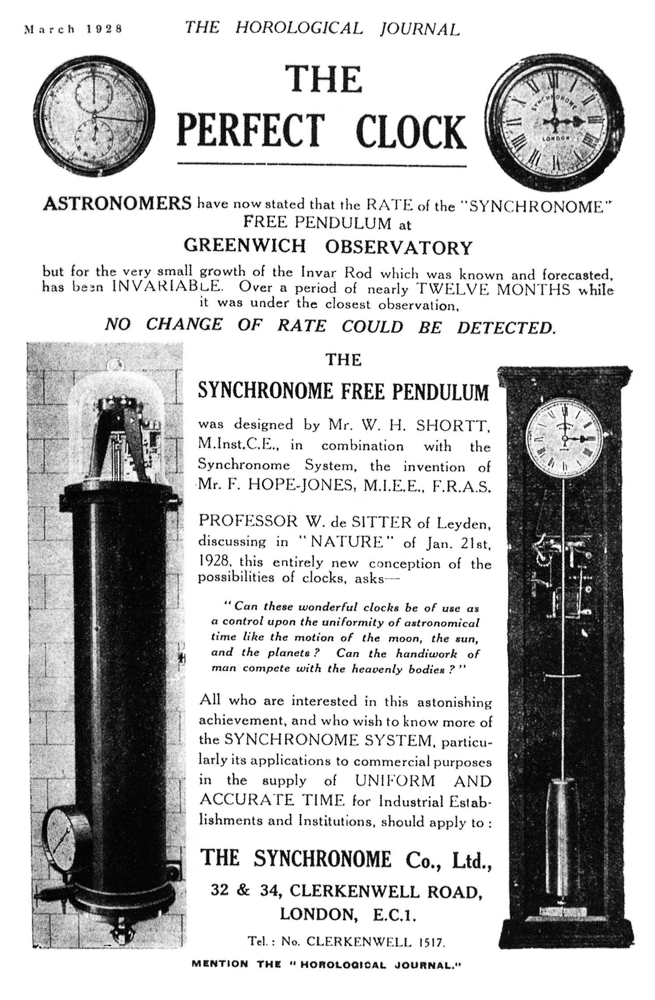 March 1928 THE HOROLOGICAL JOURNAL
THE
PERFECT CLOCK
SYNCHRONOME
LONDON
ASTRONOMERS have now stated that the RATE of the "SYNCHRONOME"
FREE PENDULUM at
GREENWICH OBSERVATORY
but for the very small growth of the Invar Rod which was known and forecasted,
has been INVARIABLE. Over a period of nearly TWELVE MONTHS while
it was under the closest observation,
NO CHANGE OF RATE COULD BE DETECTED.
THE
SYNCHRONOME FREE PENDULUM
was designed by Mr. W. H. SHORTT,
M.Inst.C.E., in combination with the
Synchronome System, the invention of
Mr. F. HOPE-JONES, M.I.E.E., F.R.A.S.
PROFESSOR W. de SITTER of Leyden,
discussing in "NATURE" of Jan. 21st,
1928, this entirely new conception of the
possibilities of clocks, asks—
"Can these wonderful clocks be of use as
a control upon the uniformity of astronomical
time like the motion of the moon, the sun,
and the planets? Can the handiwork of
man compete with the heavenly bodies?"
All who are interested in this astonishing
achievement, and who wish to know more of
the SYNCHRONOME SYSTEM, particu-
larly its applications to commercial purposes
in the supply of UNIFORM AND
ACCURATE TIME for Industrial Estab-
lishments and Institutions, should apply to :
THE SYNCHRONOME Co., Ltd.,
32 & 34, CLERKENWELL ROAD,
LONDON, E.C.1.
Tel. : No. CLERKENWELL 1517.
MENTION THE "HOROLOGICAL JOURNAL."